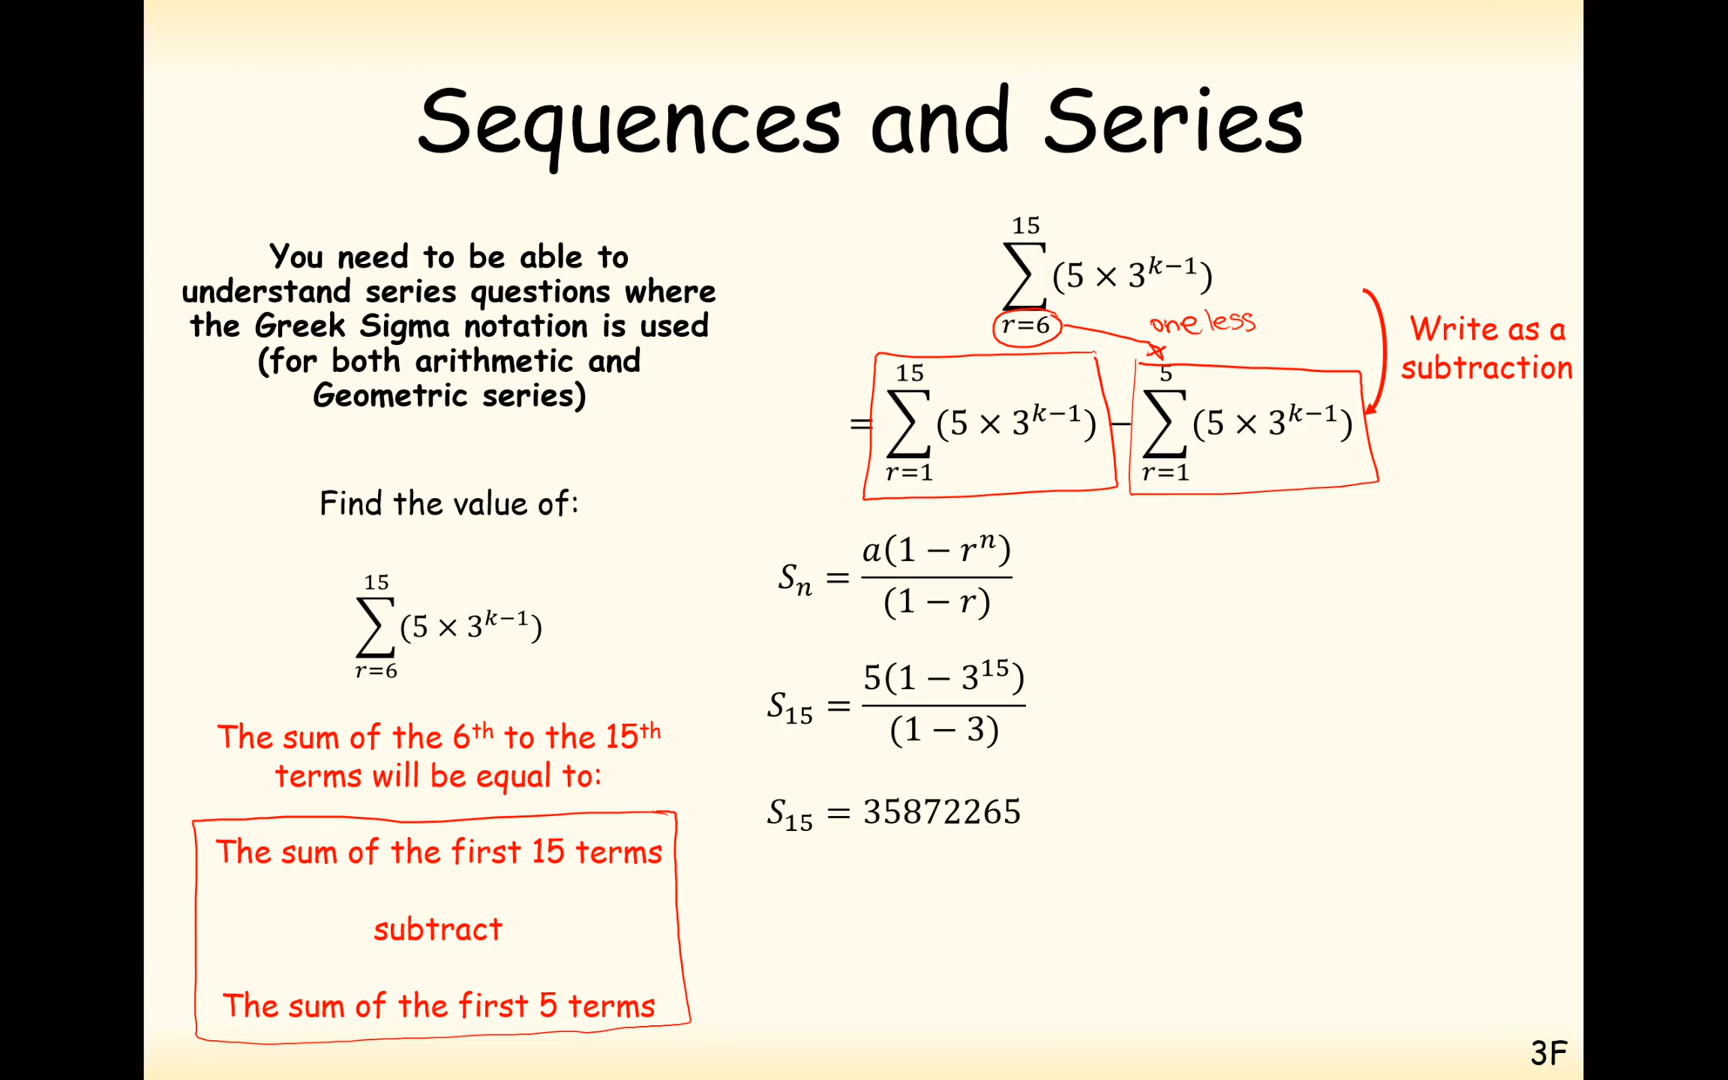 Sequences and Series
You need to be able to
understand series questions where
the Greek Sigma notation is used
(for both arithmetic and
Geometric series)
Find the value of:
15
∑(5 × 3^{k−1})
r=6
The sum of the 6th to the 15th
terms will be equal to:
The sum of the first 15 terms
subtract
The sum of the first 5 terms
15
∑(5 × 3^{k−1})
r=6
one less
Write as a
subtraction
15 5
= ∑(5 × 3^{k−1}) − ∑(5 × 3^{k−1})
r=1 r=1
S_n = a(1 − r^n) / (1 − r)
S_15 = 5(1 − 3^15) / (1 − 3)
S_15 = 35872265
3F